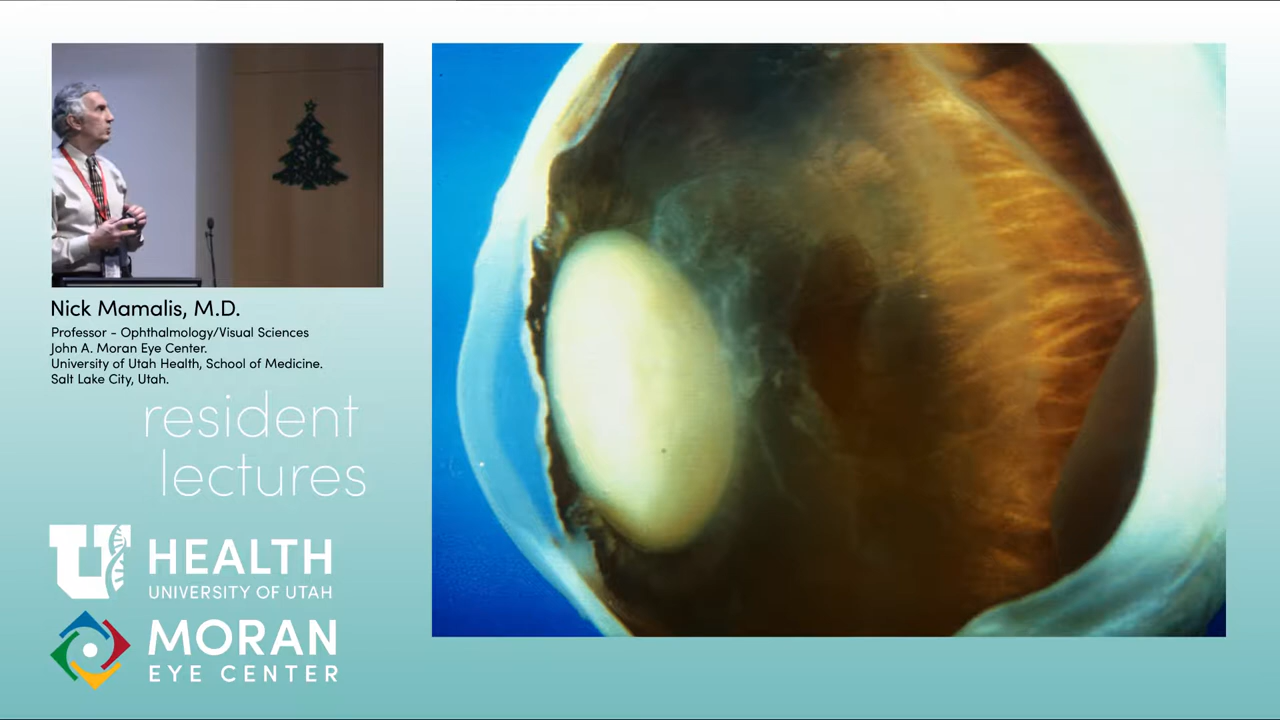 Nick Mamalis, M.D.
Professor - Ophthalmology/Visual Sciences
John A. Moran Eye Center.
University of Utah Health, School of Medicine.
Salt Lake City, Utah.
resident
lectures
U
HEALTH
UNIVERSITY OF UTAH
MORAN
EYE CENTER